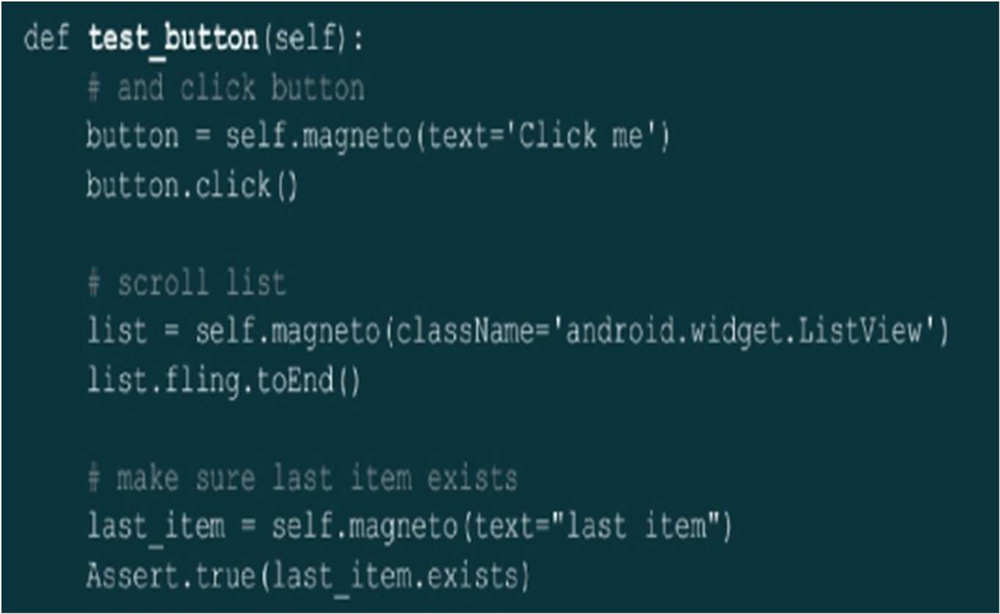 def test_button(self):
# and click button
button = self.magneto(text='Click me')
button.click()
# scroll list
list = self.magneto(className='android.widget.ListView')
list.fling.toEnd()
# make sure last item exists
last_item = self.magneto(text="last item")
Assert.true(last_item.exists)